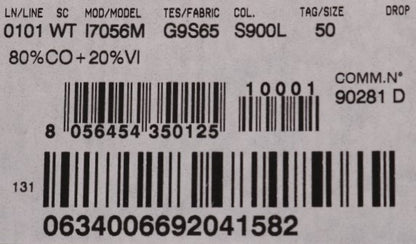 LN/LINE SC MOD/MODEL TES/FABRIC COL. TAG/SIZE DROP
0101 WT I7056M G9S65 S900L 50
80%CO+20%VI
10001
COMM.N°
90281 D
8 056454 350125
131
0634006692041582